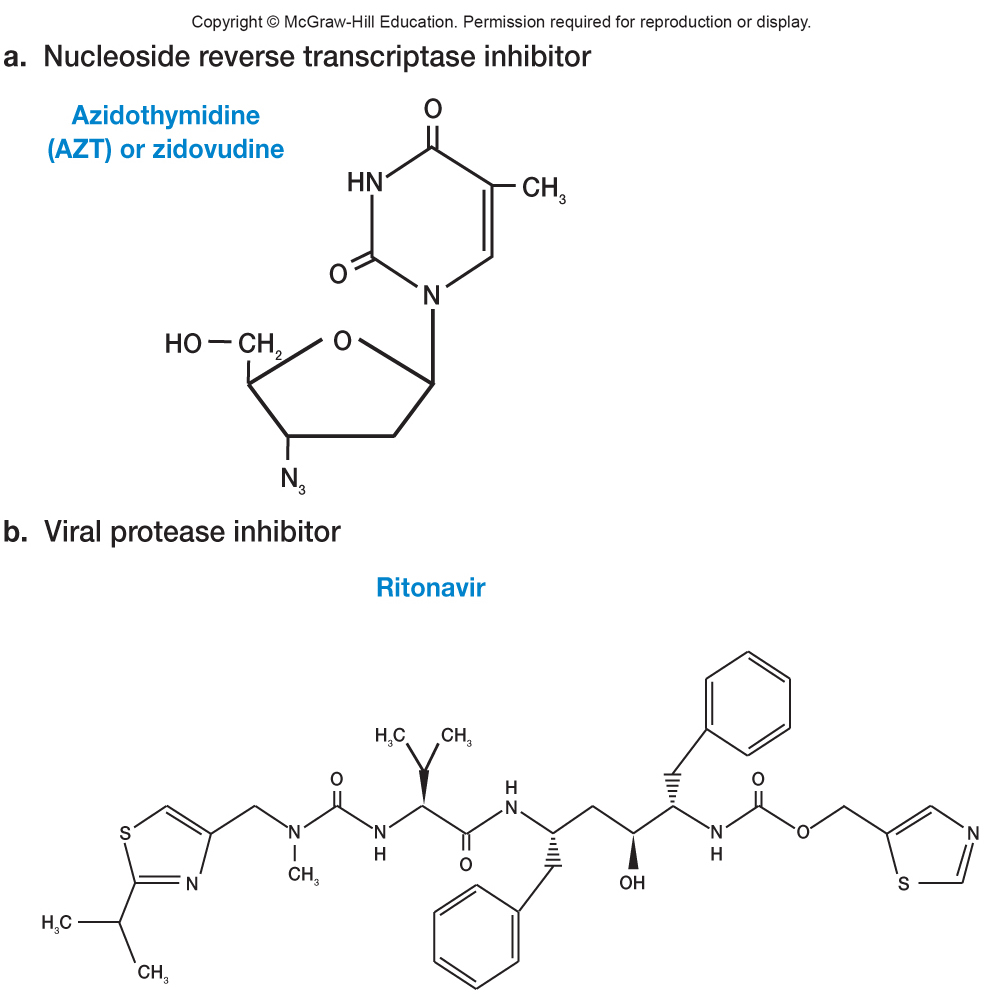 Copyright © McGraw-Hill Education. Permission required for reproduction or display.
a. Nucleoside reverse transcriptase inhibitor
Azidothymidine
(AZT) or zidovudine
O
HN
CH₃
O
N
HO
CH₂
O
N₃
b. Viral protease inhibitor
Ritonavir
H₃C
CH₃
O
H
N
O
S
N
CH₃
N
H
O
N
OH
N
H
O
S
N
H₃C
CH₃
N
S